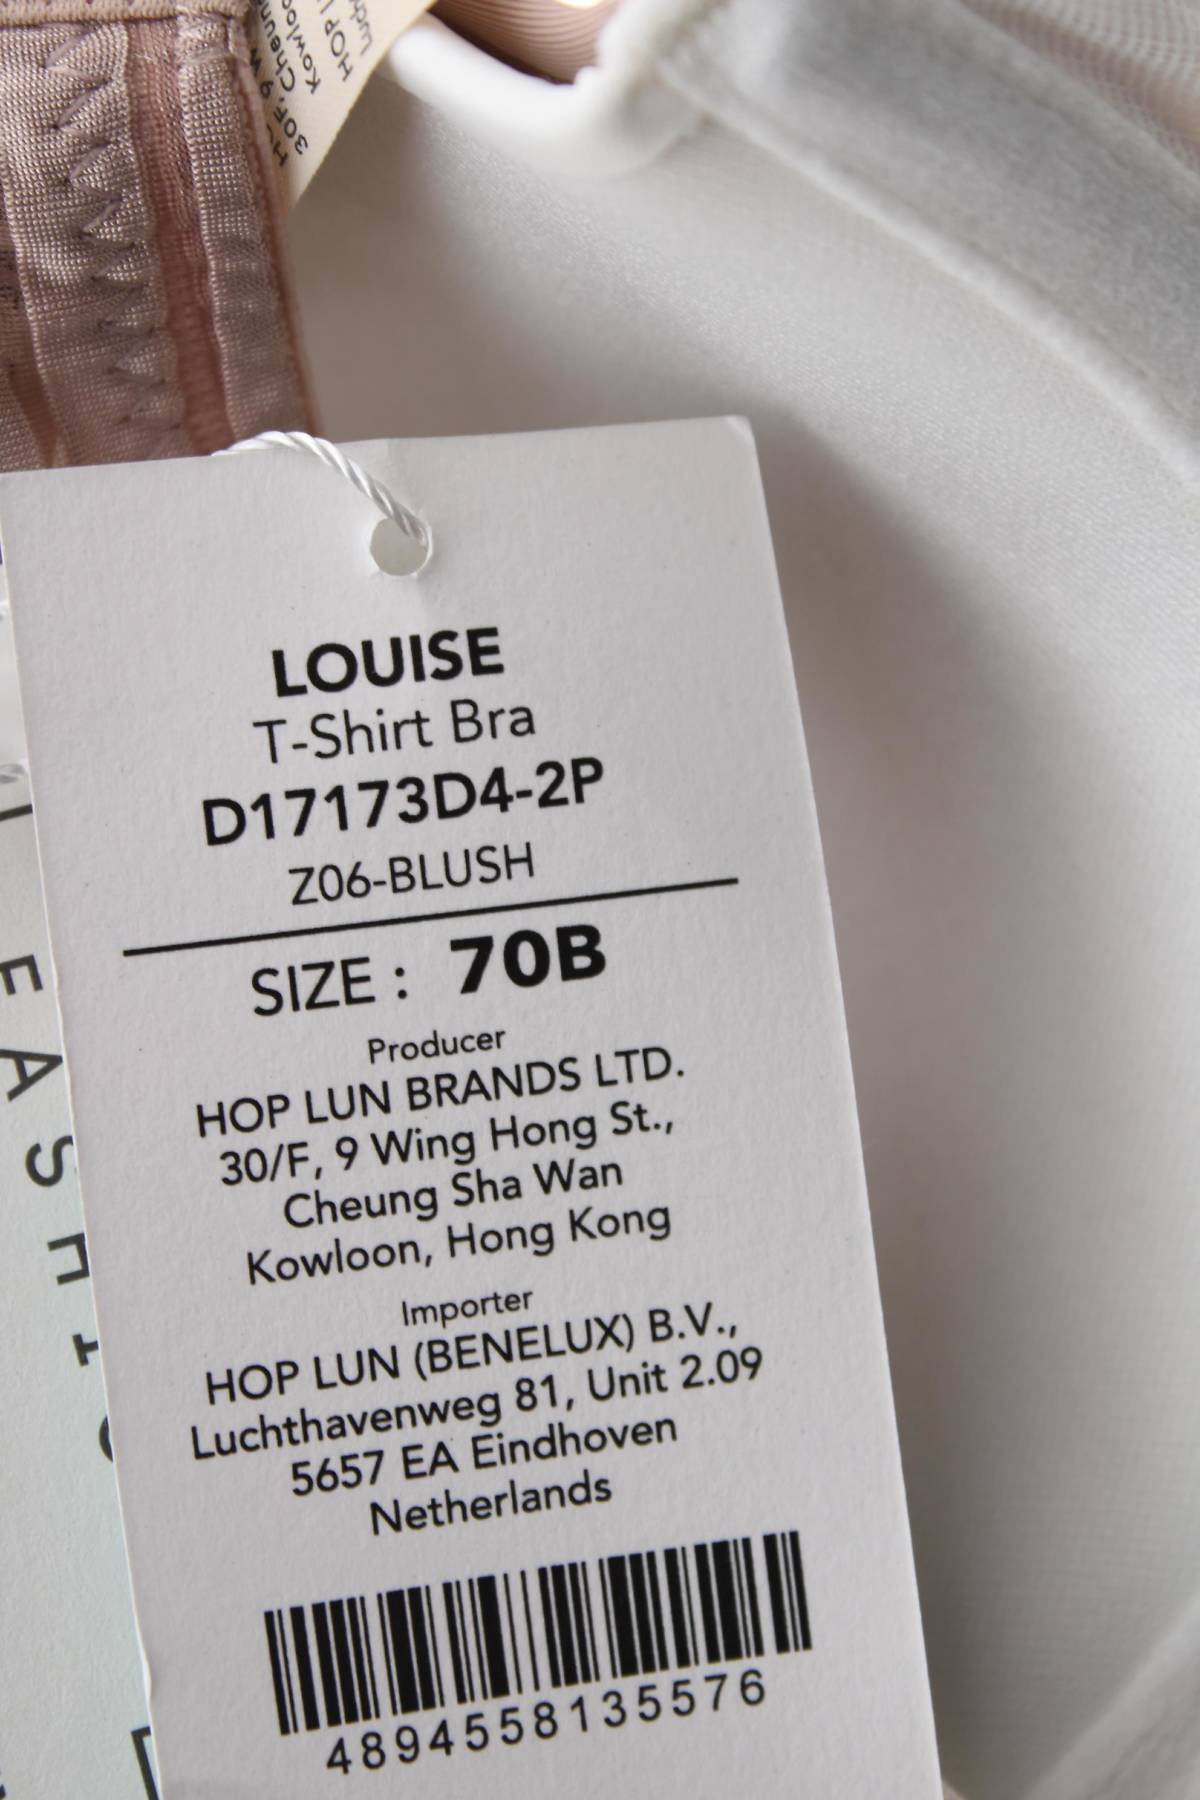 LOUISE
T-Shirt Bra
D17173D4-2P
Z06-BLUSH
SIZE : 70B
Producer
HOP LUN BRANDS LTD.
30/F, 9 Wing Hong St.,
Cheung Sha Wan
Kowloon, Hong Kong
Importer
HOP LUN (BENELUX) B.V.,
Luchthavenweg 81, Unit 2.09
5657 EA Eindhoven
Netherlands
4894558135576